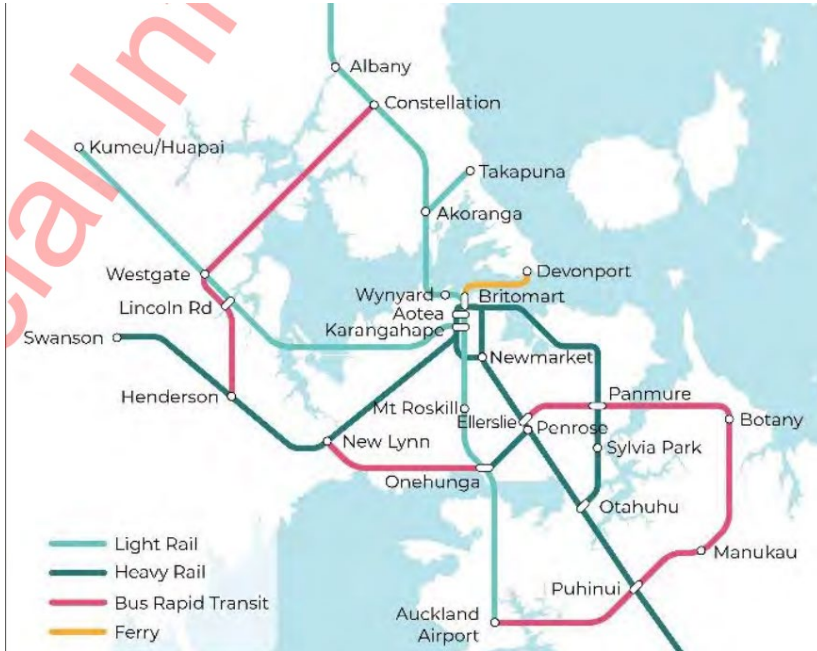 cial Inf
Albany
Constellation
Kumeu/Huapai
Takapuna
Akoranga
Westgate
Devonport
Lincoln Rd
Wynyard
Britomart
Aotea
Swanson
Karangahape
Newmarket
Henderson
Mt Roskill
Panmure
Ellerslie
Botany
New Lynn
Penrose
Sylvia Park
Onehunga
Otahuhu
Light Rail
Heavy Rail
Manukau
Bus Rapid Transit
Puhinui
Ferry
Auckland
Airport